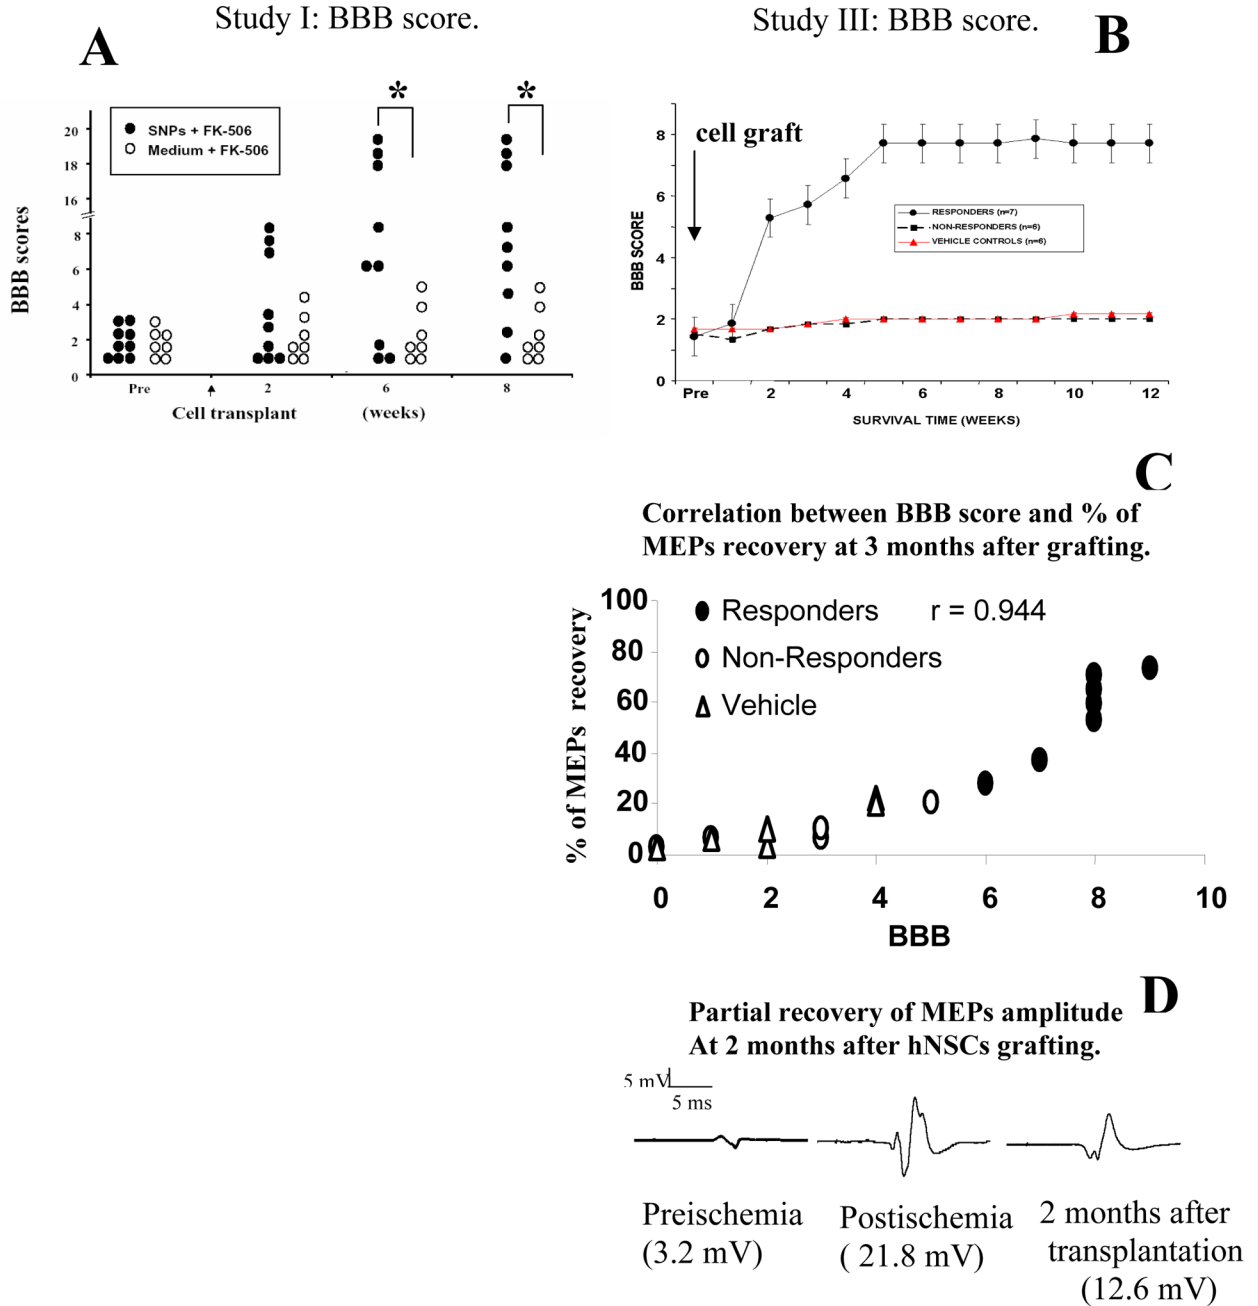 Study I: BBB score.
A
*
*
SNPs + FK-506
Medium + FK-506
BBB scores
20
18
16
8
6
4
2
0
Pre
2
6
8
Cell transplant
(weeks)
Study III: BBB score.
B
cell graft
RESPONDERS (n=7)
NON-RESPONDERS (n=6)
VEHICLE CONTROLS (n=6)
BBB SCORE
8
6
4
2
0
Pre
2
4
6
8
10
12
SURVIVAL TIME (WEEKS)
C
Correlation between BBB score and % of
MEPs recovery at 3 months after grafting.
Responders r = 0.944
Non-Responders
Vehicle
% of MEPs recovery
100
80
60
40
20
0
0
2
4
6
8
10
BBB
D
Partial recovery of MEPs amplitude
At 2 months after hNSCs grafting.
5 mV
5 ms
Preischemia
(3.2 mV)
Postischemia
( 21.8 mV)
2 months after
transplantation
(12.6 mV)